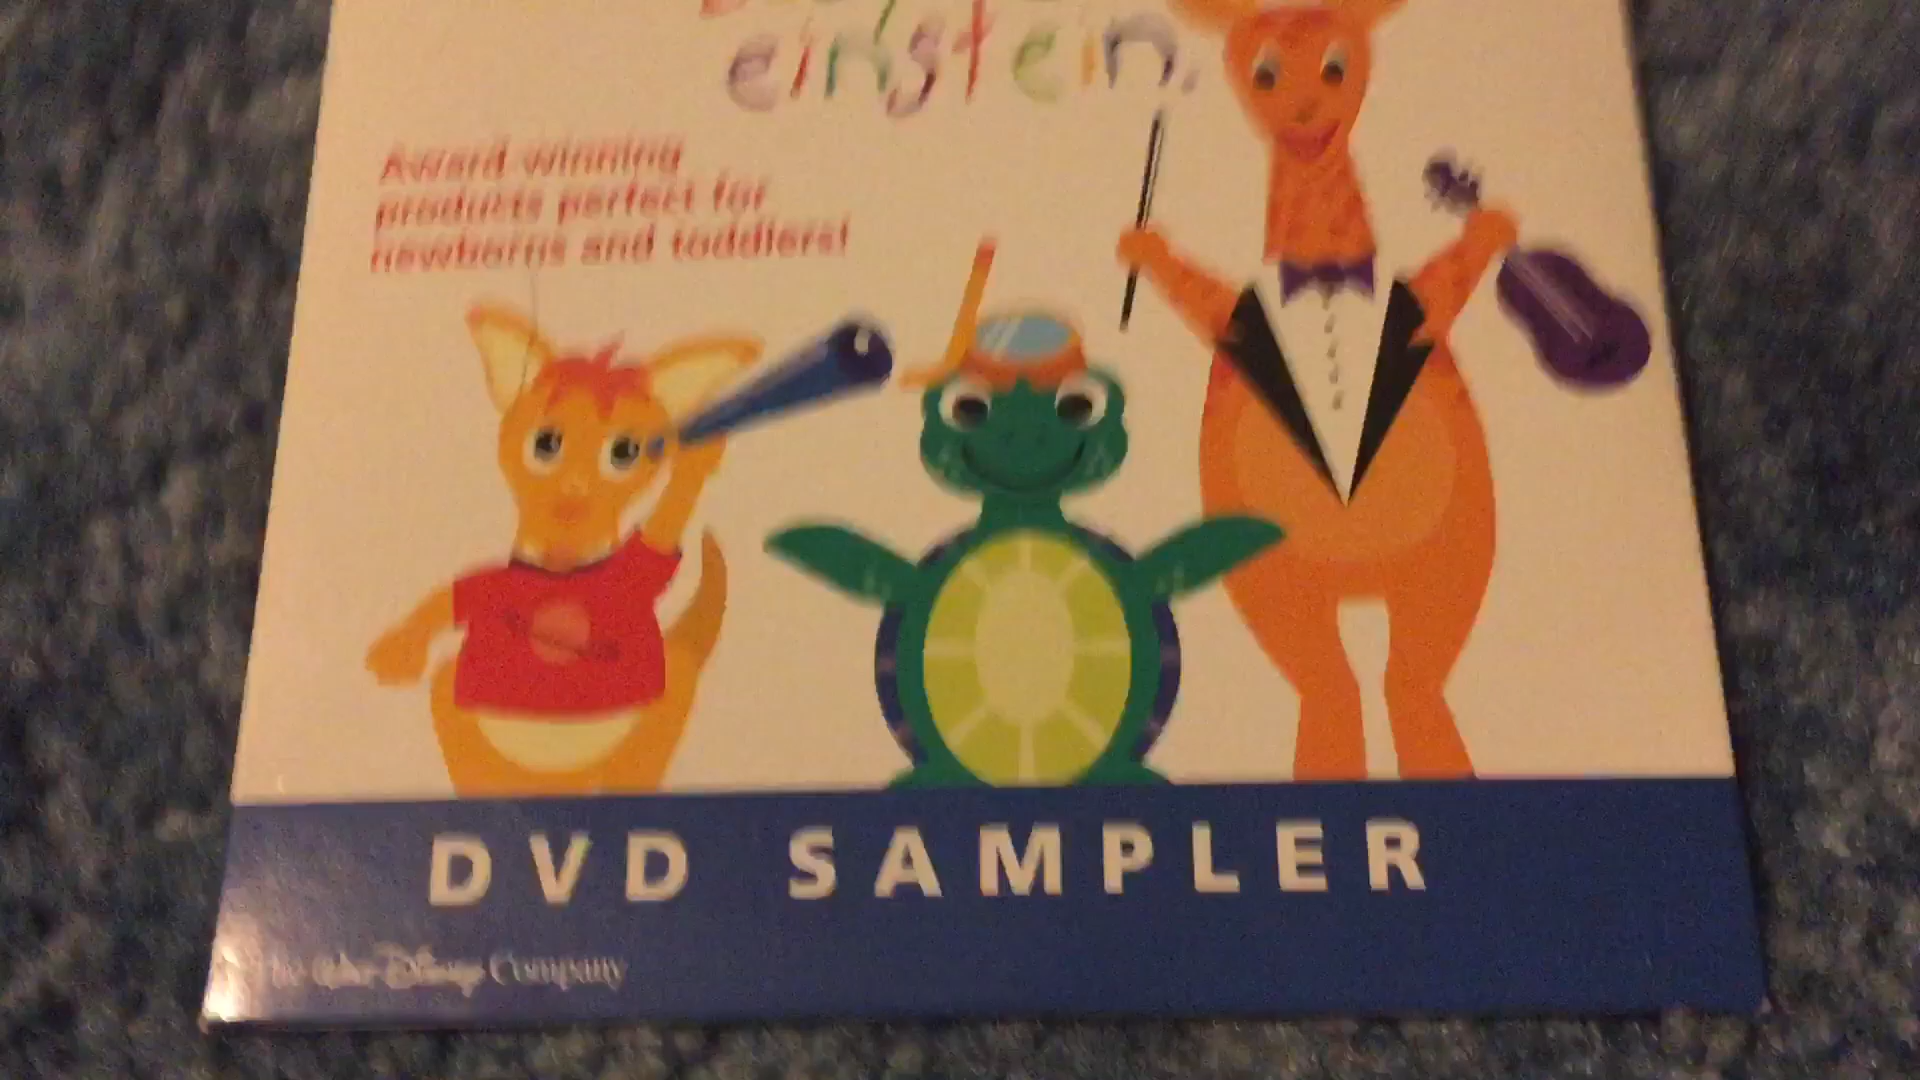 einstein
Award-winning
products perfect for
newborns and toddlers!
DVD SAMPLER
The Walt Disney Company